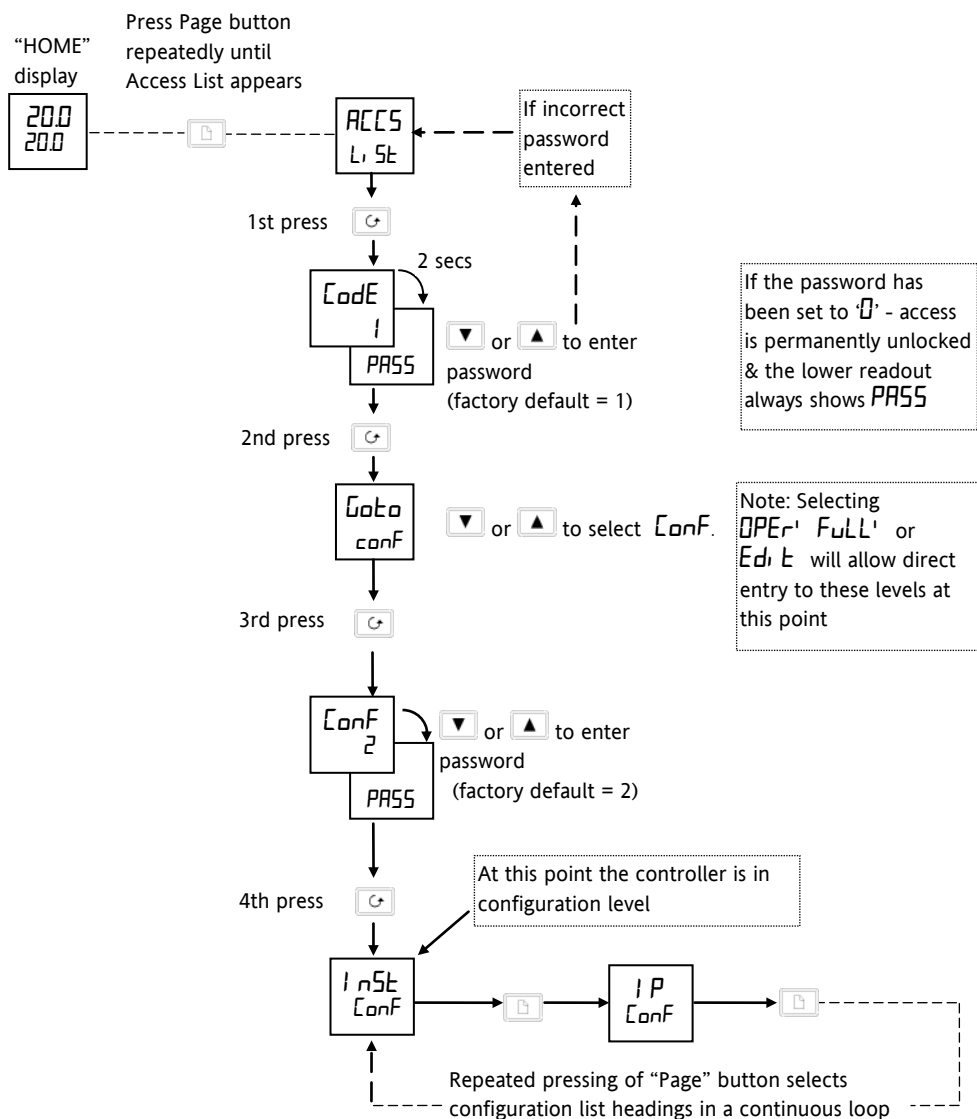 “HOME”
display
Press Page button
repeatedly until
Access List appears
20.0
20.0
ACCS
LiSt
If incorrect
password
entered
1st press
2 secs
CodE
1
PASS
▼ or ▲ to enter
password
(factory default = 1)
If the password has
been set to ‘0’ - access
is permanently unlocked
& the lower readout
always shows PASS
2nd press
Goto
conF
▼ or ▲ to select ConF.
Note: Selecting
OPEr' FuLL' or
Edit will allow direct
entry to these levels at
this point
3rd press
ConF
2
PASS
▼ or ▲ to enter
password
(factory default = 2)
4th press
At this point the controller is in
configuration level
InSt
ConF
IP
ConF
Repeated pressing of “Page” button selects
configuration list headings in a continuous loop